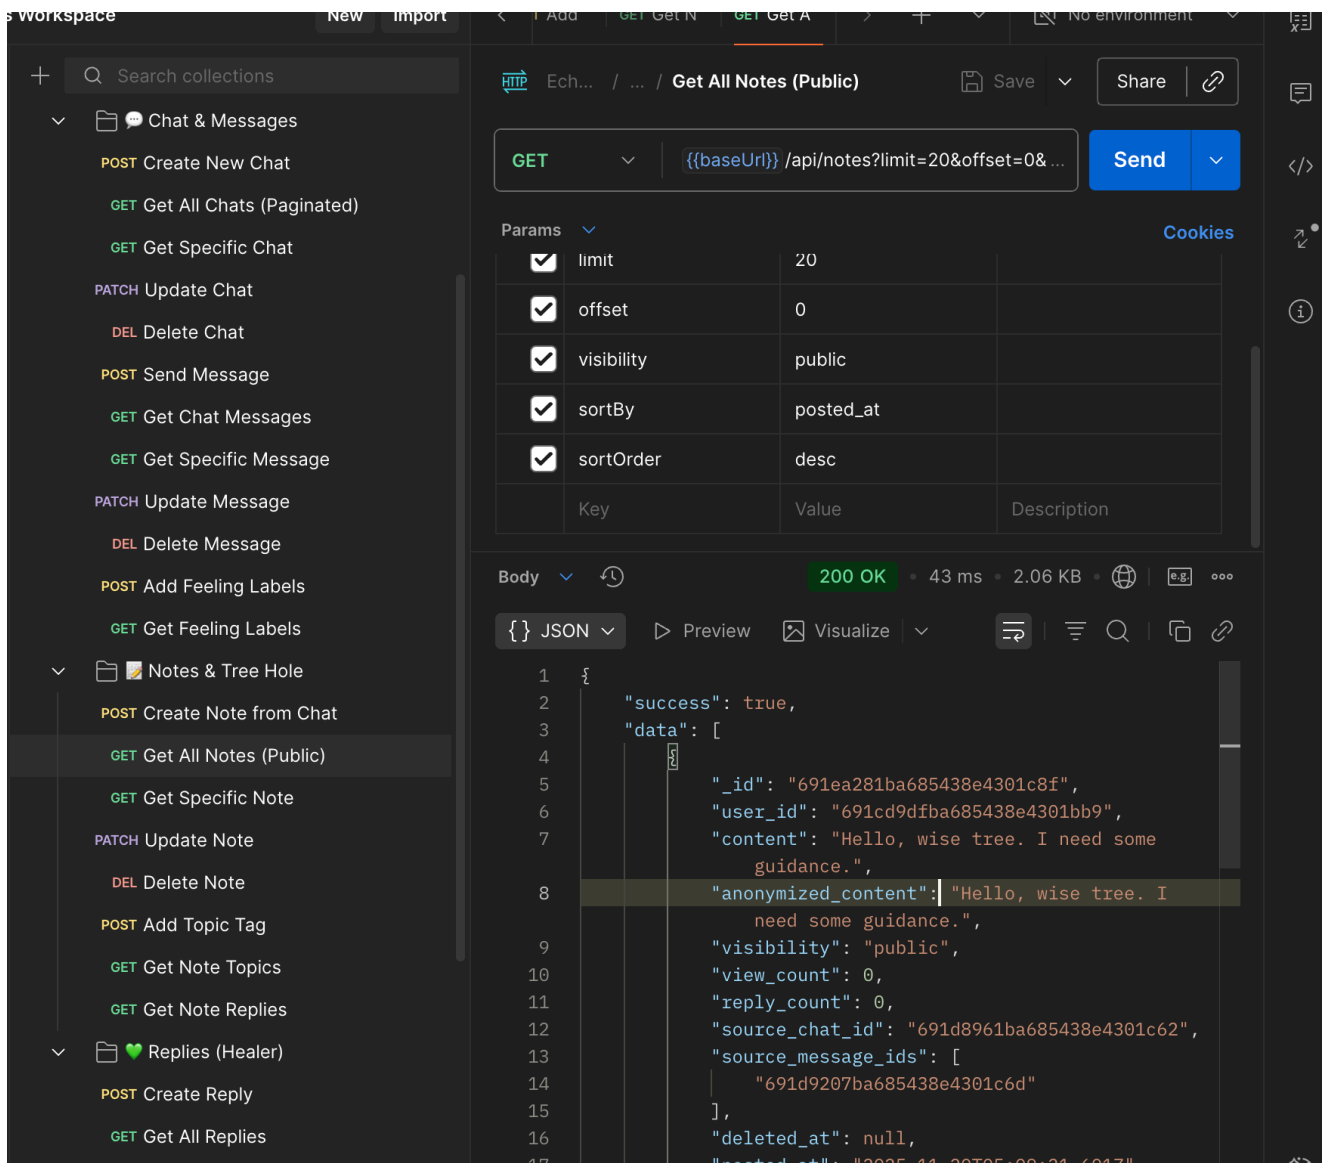 s Workspace
New
Import
Add
GET Get N
GET Get A
No environment
Search collections
💬 Chat & Messages
POST Create New Chat
GET Get All Chats (Paginated)
GET Get Specific Chat
PATCH Update Chat
DEL Delete Chat
POST Send Message
GET Get Chat Messages
GET Get Specific Message
PATCH Update Message
DEL Delete Message
POST Add Feeling Labels
GET Get Feeling Labels
📝 Notes & Tree Hole
POST Create Note from Chat
GET Get All Notes (Public)
GET Get Specific Note
PATCH Update Note
DEL Delete Note
POST Add Topic Tag
GET Get Note Topics
GET Get Note Replies
💚 Replies (Healer)
POST Create Reply
GET Get All Replies
HTTP Ech... / ... / Get All Notes (Public)
Save
Share
GET
{{baseUrl}} /api/notes?limit=20&offset=0& ...
Send
Params
Cookies
limit 20
offset 0
visibility public
sortBy posted_at
sortOrder desc
Key Value Description
Body
200 OK • 43 ms • 2.06 KB •
e.g.
{} JSON
Preview
Visualize
1 {
2 "success": true,
3 "data": [
4 {
5 "_id": "691ea281ba685438e4301c8f",
6 "user_id": "691cd9dfba685438e4301bb9",
7 "content": "Hello, wise tree. I need some
guidance.",
8 "anonymized_content": "Hello, wise tree. I
need some guidance.",
9 "visibility": "public",
10 "view_count": 0,
11 "reply_count": 0,
12 "source_chat_id": "691d8961ba685438e4301c62",
13 "source_message_ids": [
14 "691d9207ba685438e4301c6d"
15 ],
16 "deleted_at": null,
17 "posted_at":